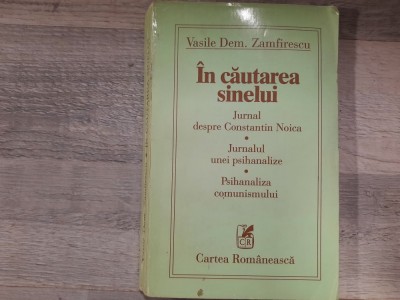 Vasile Dem. Zamfirescu
În căutarea
sinelui
Jurnal
despre Constantin Noica
•
Jurnalul
unei psihanalize
•
Psihanaliza
comunismului
CR
Cartea Românească